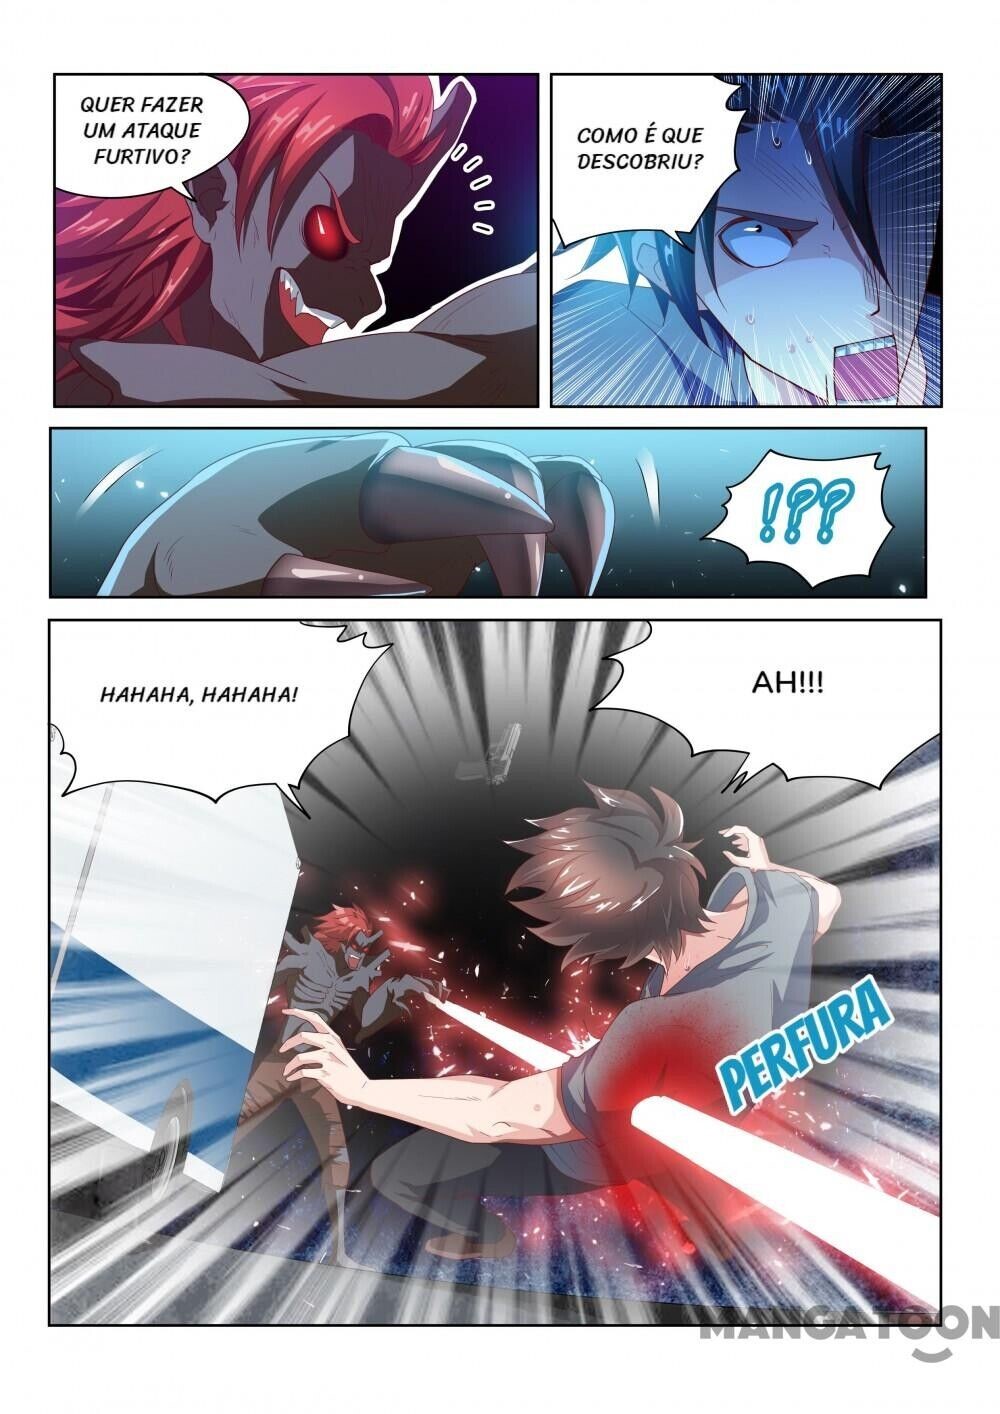 QUER FAZER
UM ATAQUE
FURTIVO?
COMO É QUE
DESCOBRIU?
!??
HAHAHA, HAHAHA!
AH!!!
PERFURA
MANGATOON